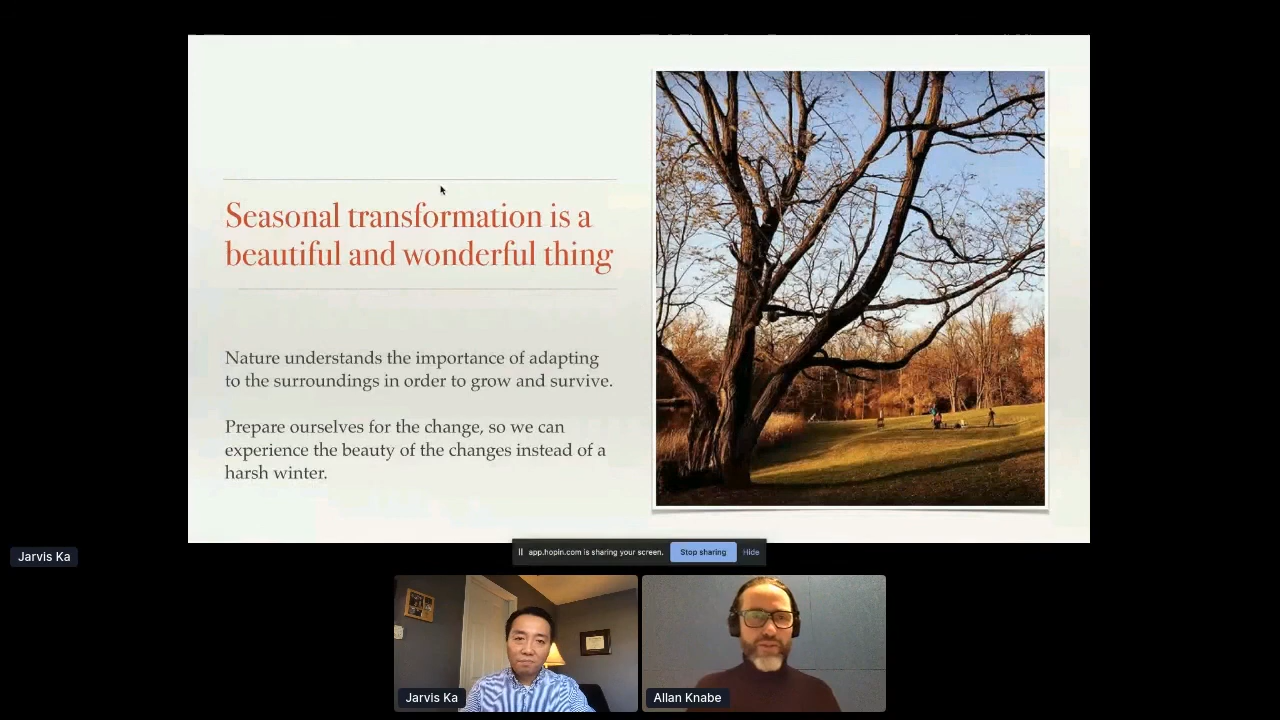 Seasonal transformation is a
beautiful and wonderful thing
Nature understands the importance of adapting
to the surroundings in order to grow and survive.
Prepare ourselves for the change, so we can
experience the beauty of the changes instead of a
harsh winter.
Jarvis Ka
app.hopin.com is sharing your screen. Stop sharing Hide
Jarvis Ka
Allan Knabe